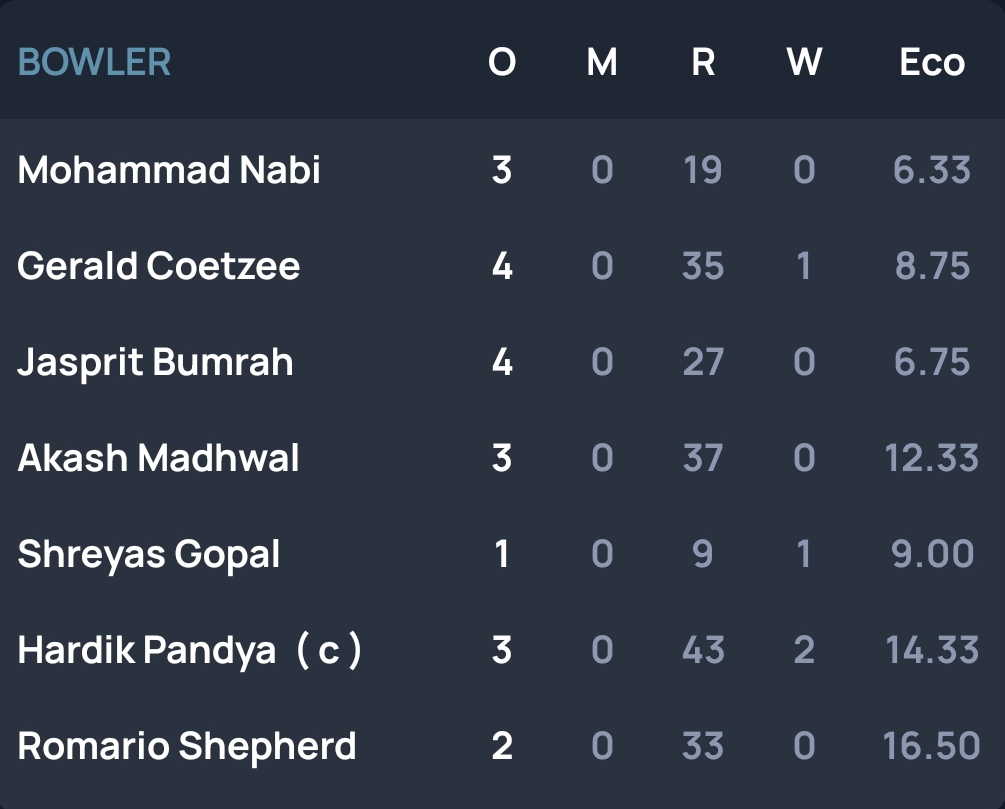 BOWLER O M R W Eco
Mohammad Nabi 3 0 19 0 6.33
Gerald Coetzee 4 0 35 1 8.75
Jasprit Bumrah 4 0 27 0 6.75
Akash Madhwal 3 0 37 0 12.33
Shreyas Gopal 1 0 9 1 9.00
Hardik Pandya ( c ) 3 0 43 2 14.33
Romario Shepherd 2 0 33 0 16.50